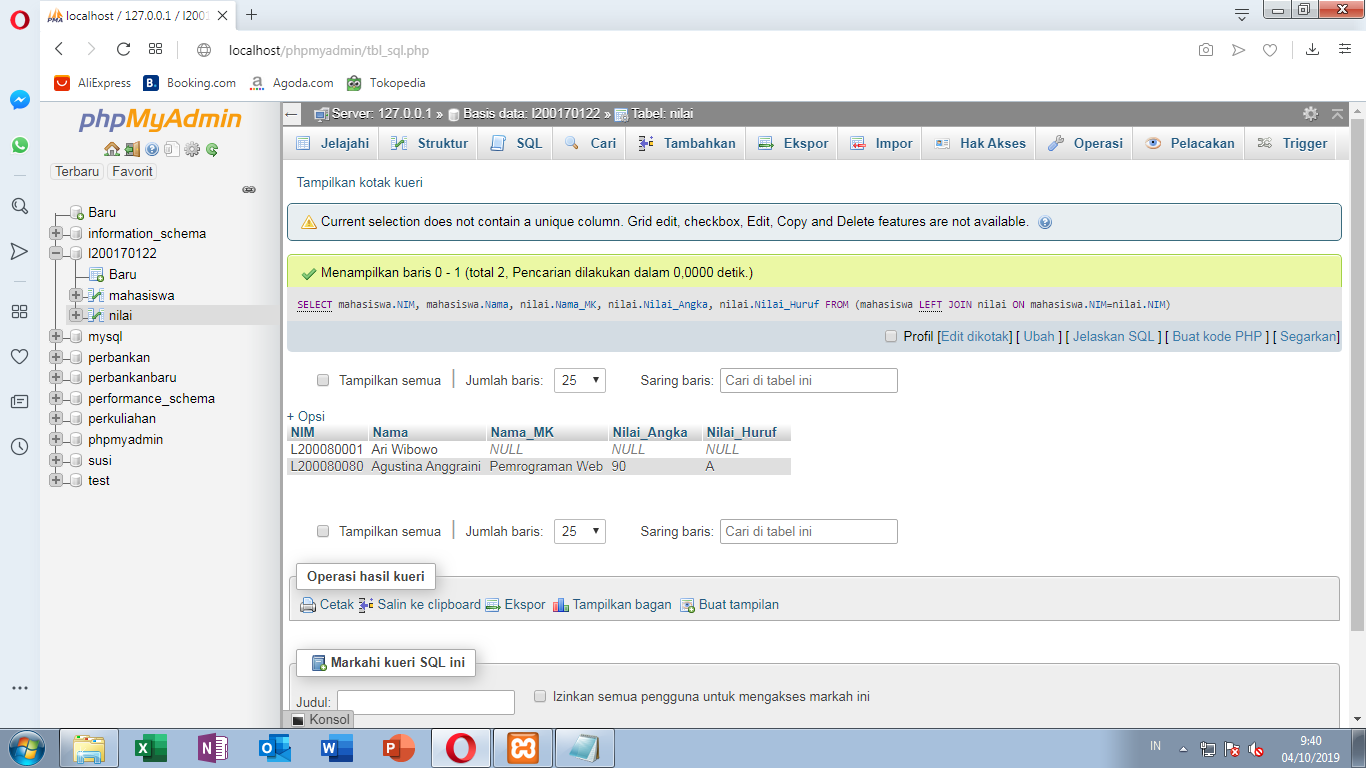 localhost / 127.0.0.1 / l2001
localhost/phpmyadmin/tbl_sql.php
AliExpress Booking.com Agoda.com Tokopedia
phpMyAdmin
Terbaru Favorit
Baru
information_schema
l200170122
Baru
mahasiswa
nilai
mysql
perbankan
perbankanbaru
performance_schema
perkuliahan
phpmyadmin
susi
test
Server: 127.0.0.1 » Basis data: l200170122 » Tabel: nilai
Jelajahi Struktur SQL Cari Tambahkan Ekspor Impor Hak Akses Operasi Pelacakan Trigger
Tampilkan kotak kueri
Current selection does not contain a unique column. Grid edit, checkbox, Edit, Copy and Delete features are not available.
Menampilkan baris 0 - 1 (total 2, Pencarian dilakukan dalam 0,0000 detik.)
SELECT mahasiswa.NIM, mahasiswa.Nama, nilai.Nama_MK, nilai.Nilai_Angka, nilai.Nilai_Huruf FROM (mahasiswa LEFT JOIN nilai ON mahasiswa.NIM=nilai.NIM)
Profil [Edit dikotak] [ Ubah ] [ Jelaskan SQL ] [ Buat kode PHP ] [ Segarkan]
Tampilkan semua Jumlah baris: 25 Saring baris: Cari di tabel ini
+ Opsi
NIM Nama Nama_MK Nilai_Angka Nilai_Huruf
L200080001 Ari Wibowo NULL NULL NULL
L200080080 Agustina Anggraini Pemrograman Web 90 A
Tampilkan semua Jumlah baris: 25 Saring baris: Cari di tabel ini
Operasi hasil kueri
Cetak Salin ke clipboard Ekspor Tampilkan bagan Buat tampilan
Markahi kueri SQL ini
Judul: Izinkan semua pengguna untuk mengakses markah ini
Konsol
IN 9:40
04/10/2019